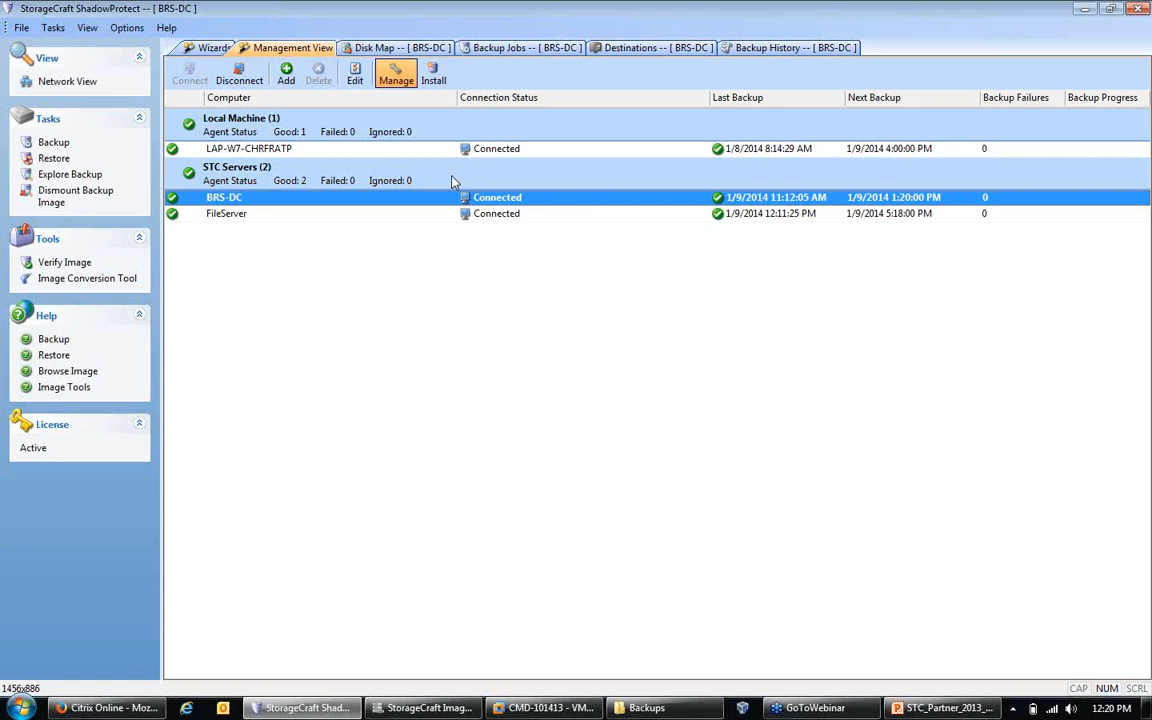 StorageCraft ShadowProtect -- [ BRS-DC ]
File Tasks View Options Help
View
Network View
Tasks
Backup
Restore
Explore Backup
Dismount Backup
Image
Tools
Verify Image
Image Conversion Tool
Help
Backup
Restore
Browse Image
Image Tools
License
Active
Wizard Management View Disk Map -- [ BRS-DC ] Backup Jobs -- [ BRS-DC ] Destinations -- [ BRS-DC ] Backup History -- [ BRS-DC ]
Connect Disconnect Add Delete Edit Manage Install
Computer Connection Status Last Backup Next Backup Backup Failures Backup Progress
Local Machine (1)
Agent Status Good: 1 Failed: 0 Ignored: 0
LAP-W7-CHRFRATP Connected 1/8/2014 8:14:29 AM 1/9/2014 4:00:00 PM 0
STC Servers (2)
Agent Status Good: 2 Failed: 0 Ignored: 0
BRS-DC Connected 1/9/2014 11:12:05 AM 1/9/2014 1:20:00 PM 0
FileServer Connected 1/9/2014 12:11:25 PM 1/9/2014 5:18:00 PM 0
1456x886 CAP NUM SCRL
Citrix Online - Moz... StorageCraft Shad... StorageCraft Imag... CMD-101413 - VM... Backups GoToWebinar STC_Partner_2013_... 12:20 PM